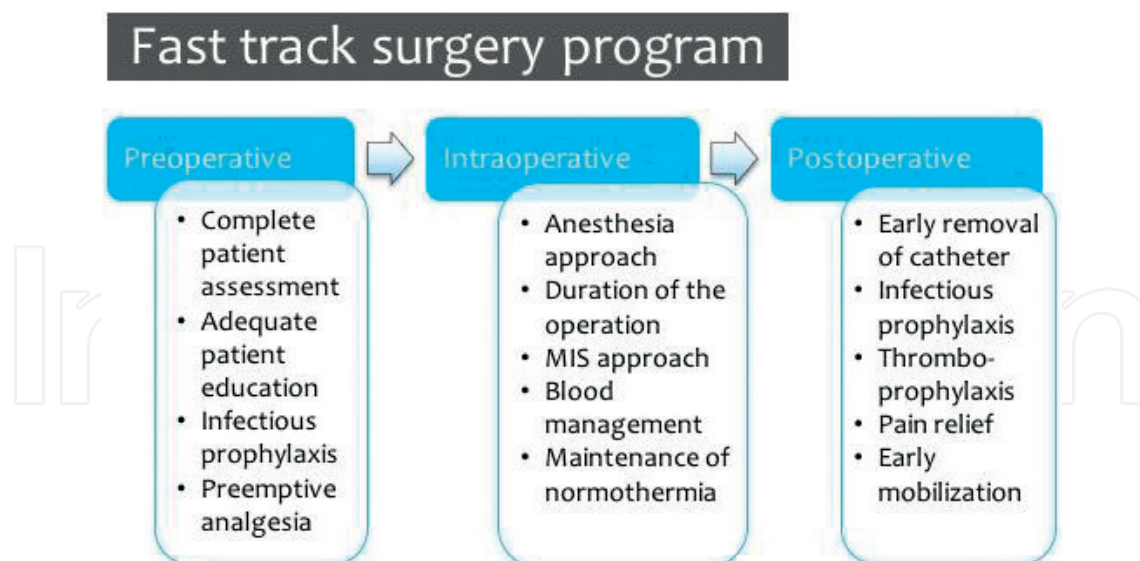 Fast track surgery program
Preoperative
• Complete
patient
assessment
• Adequate
patient
education
• Infectious
prophylaxis
• Preemptive
analgesia
Intraoperative
• Anesthesia
approach
• Duration of the
operation
• MIS approach
• Blood
management
• Maintenance of
normothermia
Postoperative
• Early removal
of catheter
• Infectious
prophylaxis
• Thrombo-
prophylaxis
• Pain relief
• Early
mobilization